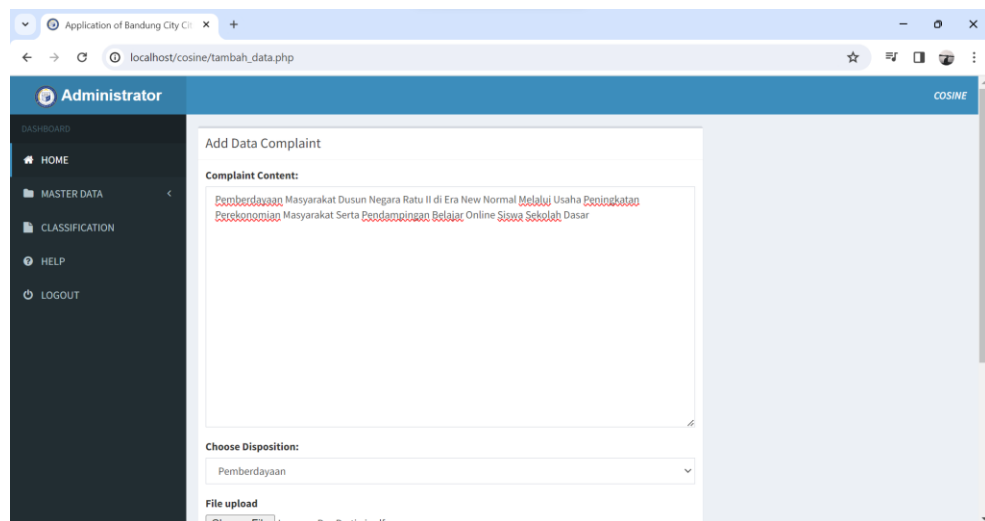 Application of Bandung City Cit
localhost/cosine/tambah_data.php
Administrator
COSINE
DASHBOARD
HOME
MASTER DATA
CLASSIFICATION
HELP
LOGOUT
Add Data Complaint
Complaint Content:
Pemberdayaan Masyarakat Dusun Negara Ratu II di Era New Normal Melalui Usaha Peningkatan
Perekonomian Masyarakat Serta Pendampingan Belajar Online Siswa Sekolah Dasar
Choose Disposition:
Pemberdayaan
File upload
Choose File